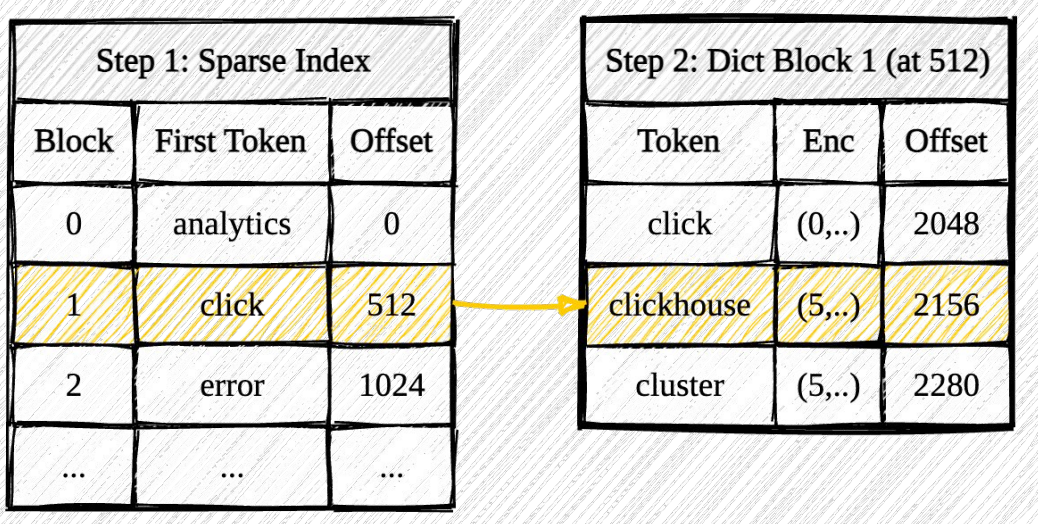 Step 1: Sparse Index
Block First Token Offset
0 analytics 0
1 click 512
2 error 1024
... ... ...
Step 2: Dict Block 1 (at 512)
Token Enc Offset
click (0,..) 2048
clickhouse (5,..) 2156
cluster (5,..) 2280